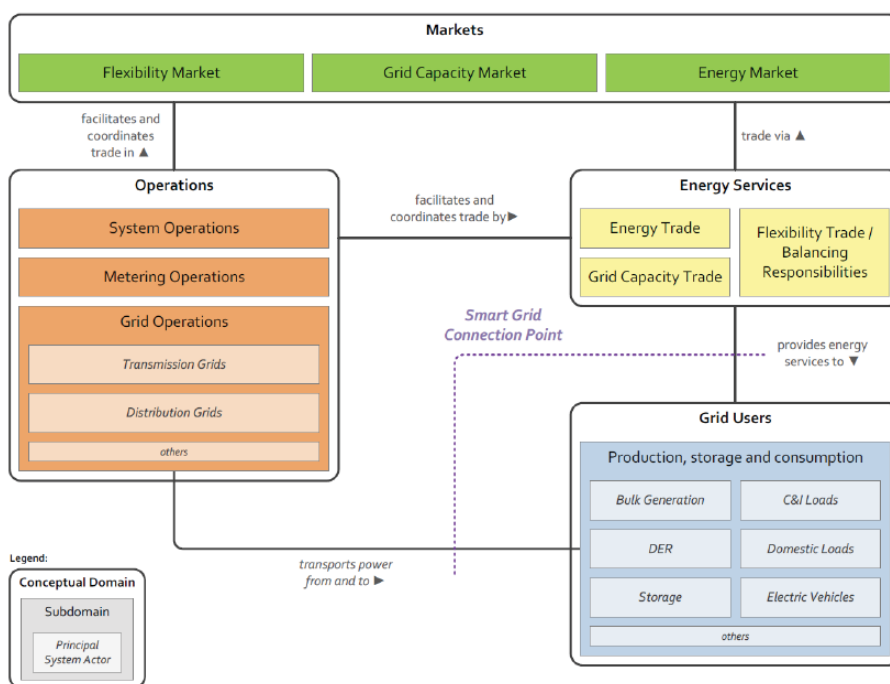 Markets
Flexibility Market
Grid Capacity Market
Energy Market
facilitates and
coordinates
trade in ▲
trade via ▲
Operations
System Operations
Metering Operations
Grid Operations
Transmission Grids
Distribution Grids
others
facilitates and
coordinates trade by ►
Energy Services
Energy Trade
Grid Capacity Trade
Flexibility Trade /
Balancing
Responsibilities
Smart Grid
Connection Point
provides energy
services to ▼
Grid Users
Production, storage and consumption
Bulk Generation
C&I Loads
DER
Domestic Loads
Storage
Electric Vehicles
others
transports power
from and to ►
Legend:
Conceptual Domain
Subdomain
Principal
System Actor